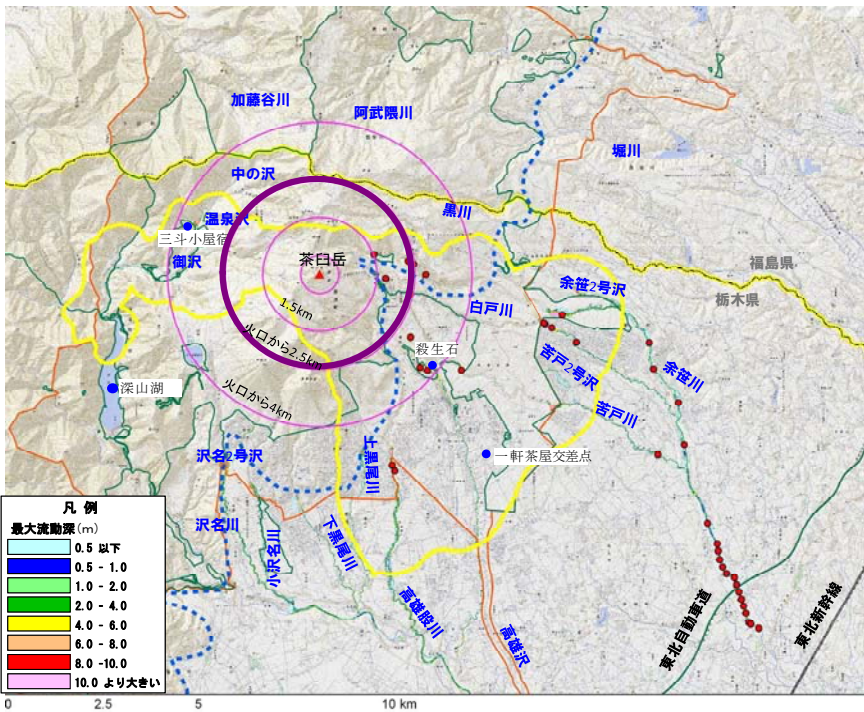 加藤谷川
阿武隈川
堀川
中の沢
黒川
温泉沢
三斗小屋宿
御沢
茶臼岳
福島県
栃木県
余笹2号沢
白戸川
1.5km
火口から2.5km
火口から4km
殺生石
苦戸2号沢
余笹川
深山湖
苦戸川
沢名2号沢
下黒尾川
一軒茶屋交差点
沢名川
小沢名川
下黒尾川
高雄股川
高雄沢
東北自動車道
東北新幹線
凡 例
最大流動深(m)
0.5 以下
0.5 - 1.0
1.0 - 2.0
2.0 - 4.0
4.0 - 6.0
6.0 - 8.0
8.0 -10.0
10.0 より大きい
0 2.5 5 10 km